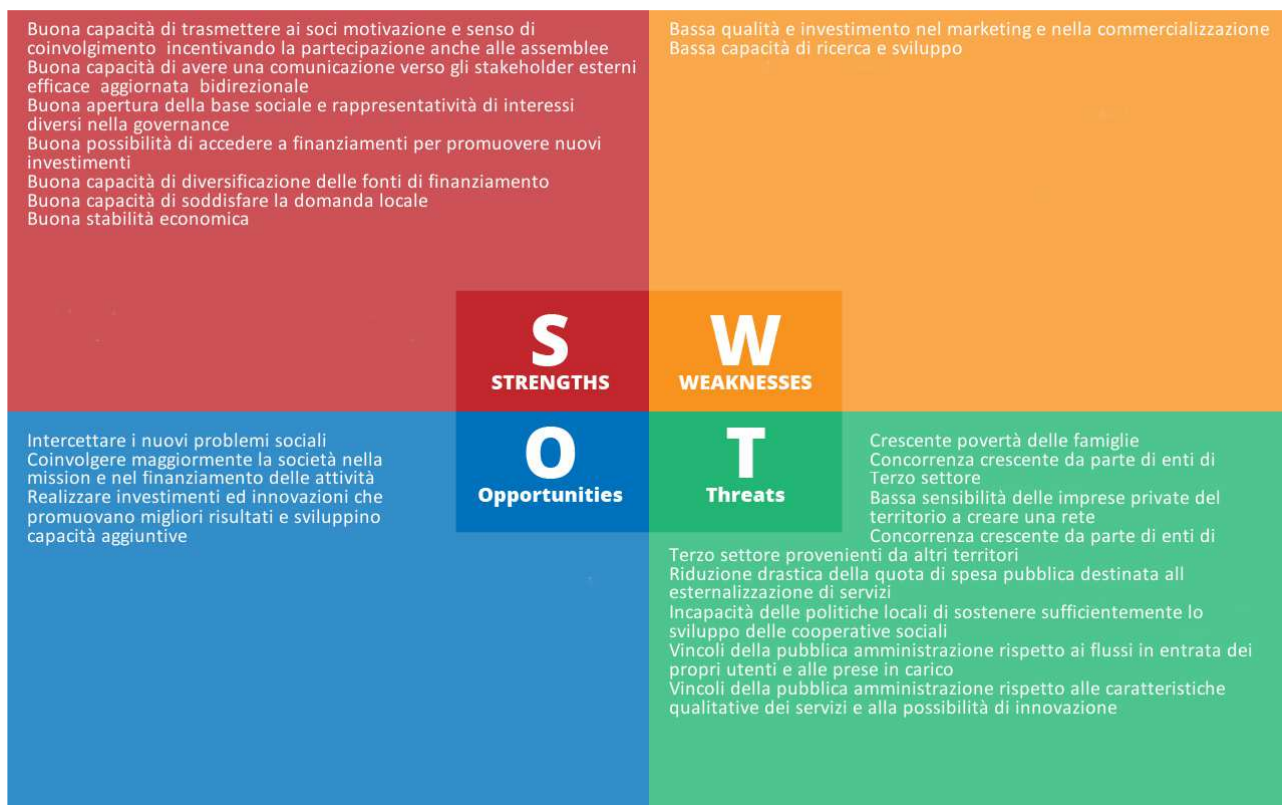 Buona capacità di trasmettere ai soci motivazione e senso di
coinvolgimento incentivando la partecipazione anche alle assemblee
Buona capacità di avere una comunicazione verso gli stakeholder esterni
efficace aggiornata bidirezionale
Buona apertura della base sociale e rappresentatività di interessi
diversi nella governance
Buona possibilità di accedere a finanziamenti per promuovere nuovi
investimenti
Buona capacità di diversificazione delle fonti di finanziamento
Buona capacità di soddisfare la domanda locale
Buona stabilità economica
S
STRENGTHS
Bassa qualità e investimento nel marketing e nella commercializzazione
Bassa capacità di ricerca e sviluppo
W
WEAKNESSES
Intercettare i nuovi problemi sociali
Coinvolgere maggiormente la società nella
mission e nel finanziamento delle attività
Realizzare investimenti ed innovazioni che
promuovano migliori risultati e sviluppino
capacità aggiuntive
O
Opportunities
T
Threats
Crescente povertà delle famiglie
Concorrenza crescente da parte di enti di
Terzo settore
Bassa sensibilità delle imprese private del
territorio a creare una rete
Concorrenza crescente da parte di enti di
Terzo settore provenienti da altri territori
Riduzione drastica della quota di spesa pubblica destinata all
esternalizzazione di servizi
Incapacità delle politiche locali di sostenere sufficientemente lo
sviluppo delle cooperative sociali
Vincoli della pubblica amministrazione rispetto ai flussi in entrata dei
propri utenti e alle prese in carico
Vincoli della pubblica amministrazione rispetto alle caratteristiche
qualitative dei servizi e alla possibilità di innovazione